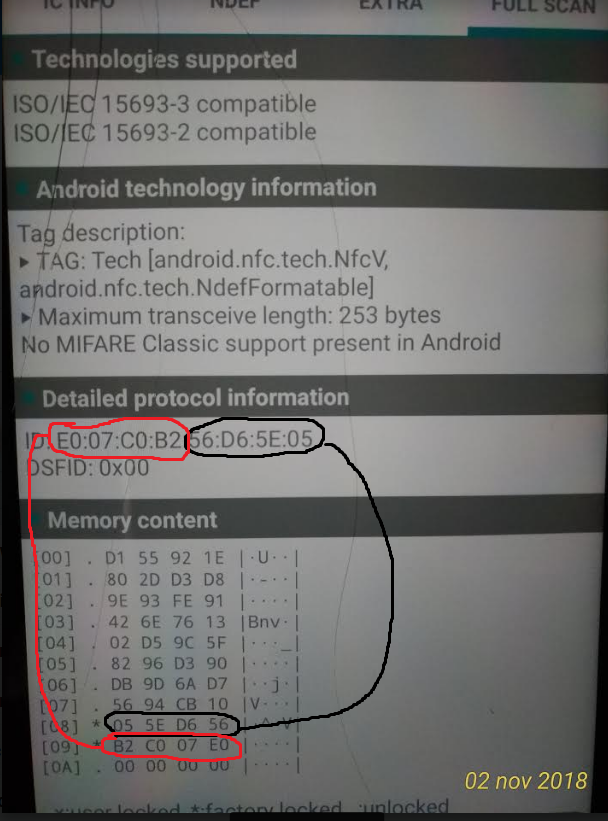 IC INFO NDEF EXTRA FULL SCAN
Technologies supported
ISO/IEC 15693-3 compatible
ISO/IEC 15693-2 compatible
Android technology information
Tag description:
▸ TAG: Tech [android.nfc.tech.NfcV,
android.nfc.tech.NdefFormatable]
▸ Maximum transceive length: 253 bytes
No MIFARE Classic support present in Android
Detailed protocol information
ID: E0:07:C0:B2:56:D6:5E:05
DSFID: 0x00
Memory content
[00] . D1 55 92 1E |·U··|
[01] . 80 2D D3 D8 |·-··|
[02] . 9E 93 FE 91 |····|
[03] . 42 6E 76 13 |Bnv·|
[04] . 02 D5 9C 5F |···_|
[05] . 82 96 D3 90 |····|
[06] . DB 9D 6A D7 |··j·|
[07] . 56 94 CB 10 |V···|
[08] * 05 5E D6 56 |·^·V|
[09] * B2 C0 07 E0 |····|
[0A] . 00 00 00 00 |····|
x:user locked, *:factory locked, .:unlocked
02 nov 2018